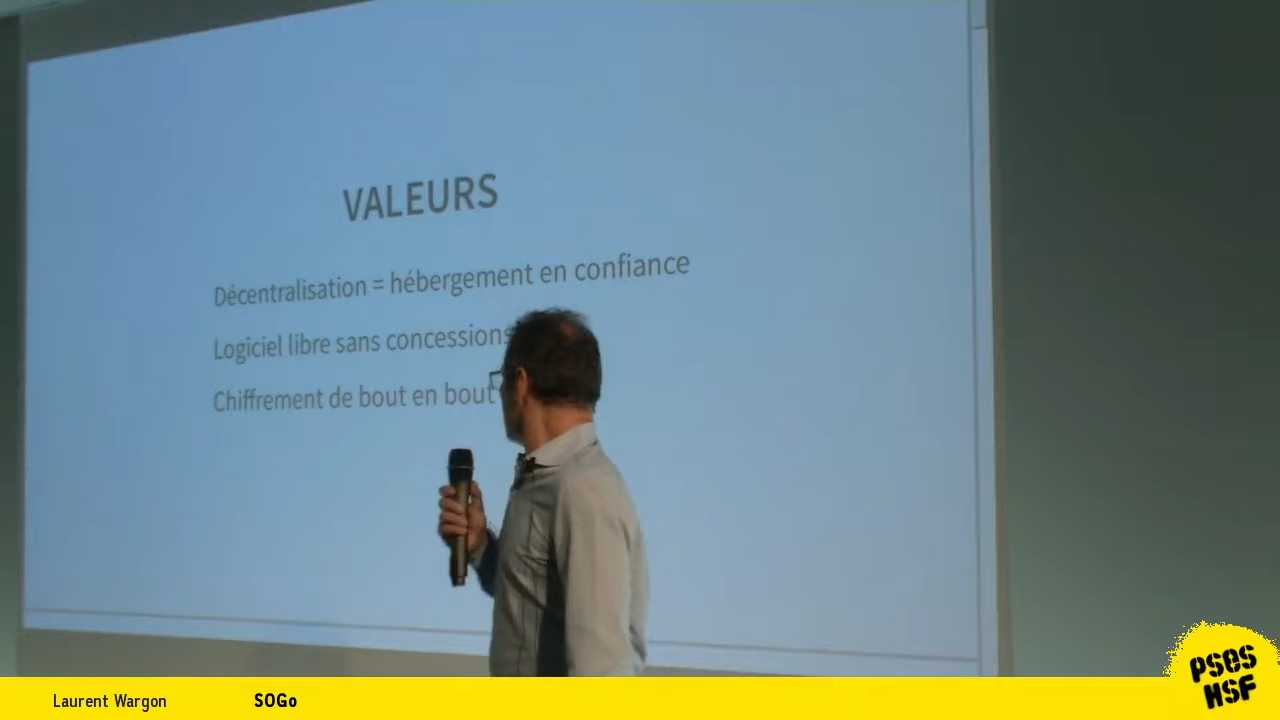 VALEURS
Décentralisation = hébergement en confiance
Logiciel libre sans concessions
Chiffrement de bout en bout
Laurent Wargon SOGo
PSES
HSF